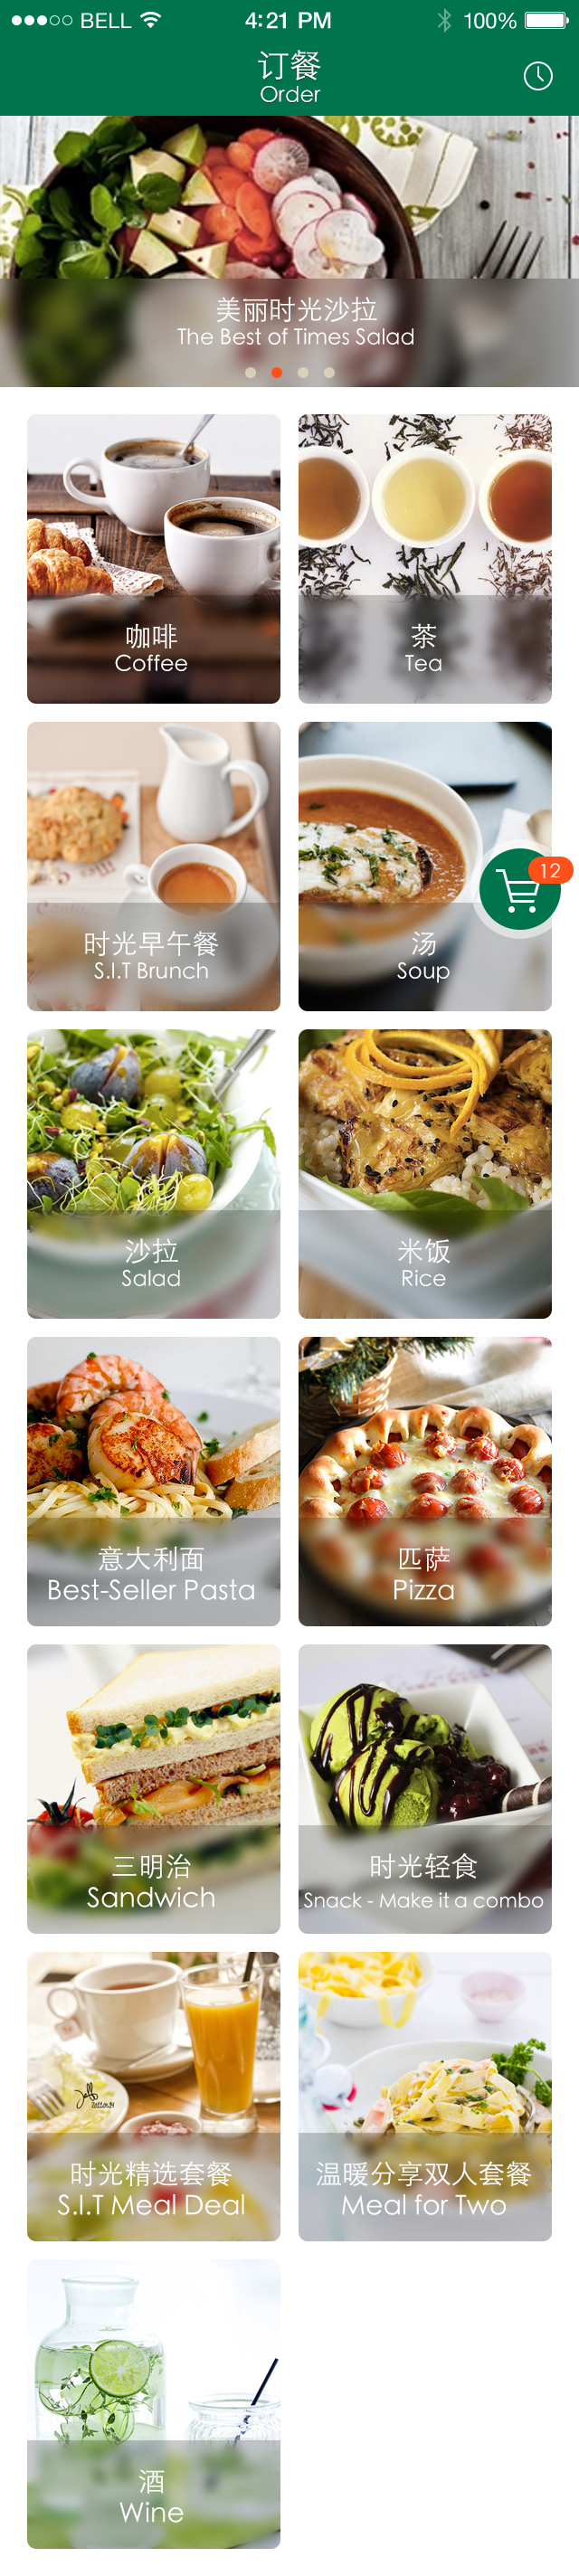 BELL 4:21 PM 100%
订餐
Order
美丽时光沙拉
The Best of Times Salad
咖啡
Coffee
茶
Tea
时光早午餐
S.I.T Brunch
汤
Soup
12
沙拉
Salad
米饭
Rice
意大利面
Best-Seller Pasta
匹萨
Pizza
三明治
Sandwich
时光轻食
Snack - Make it a combo
时光精选套餐
S.I.T Meal Deal
温暖分享双人套餐
Meal for Two
酒
Wine